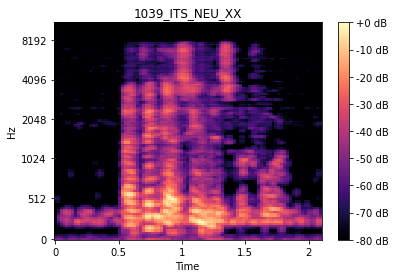 1039_ITS_NEU_XX
8192
4096
2048
1024
512
0
Hz
0
0.5
1
1.5
2
Time
+0 dB
-10 dB
-20 dB
-30 dB
-40 dB
-50 dB
-60 dB
-70 dB
-80 dB